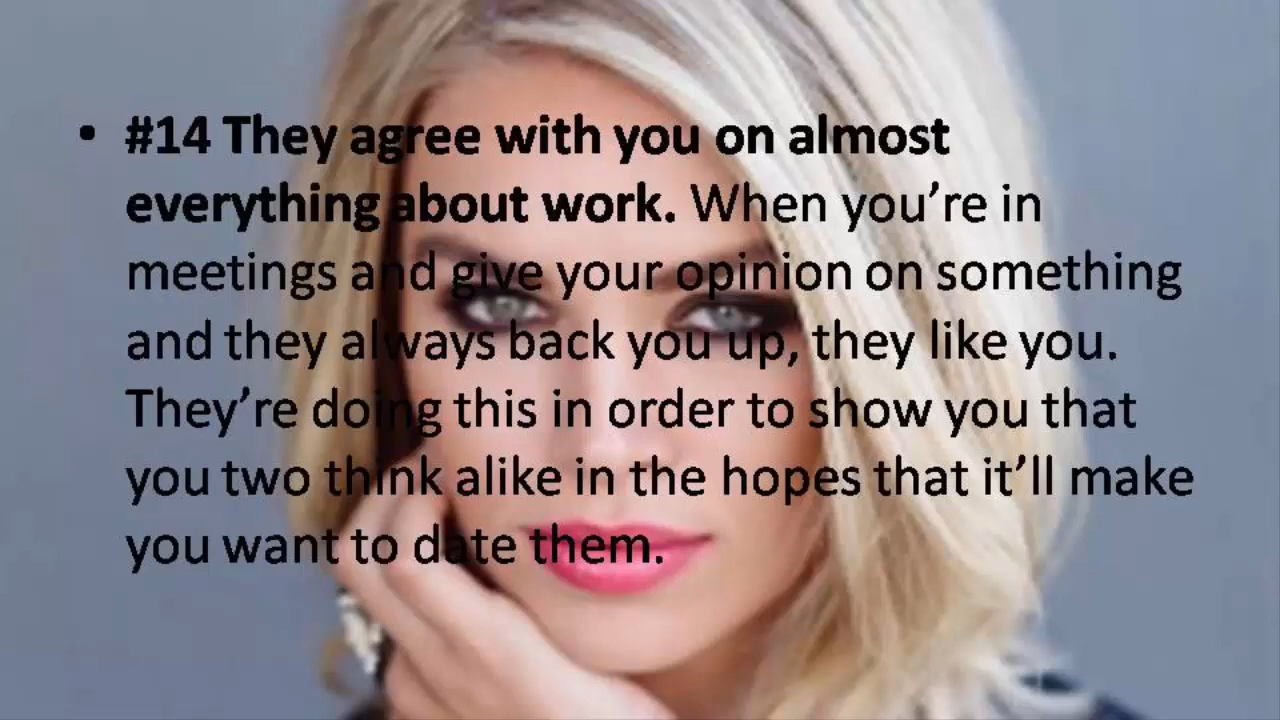 • #14 They agree with you on almost
everything about work. When you’re in
meetings and give your opinion on something
and they always back you up, they like you.
They’re doing this in order to show you that
you two think alike in the hopes that it’ll make
you want to date them.